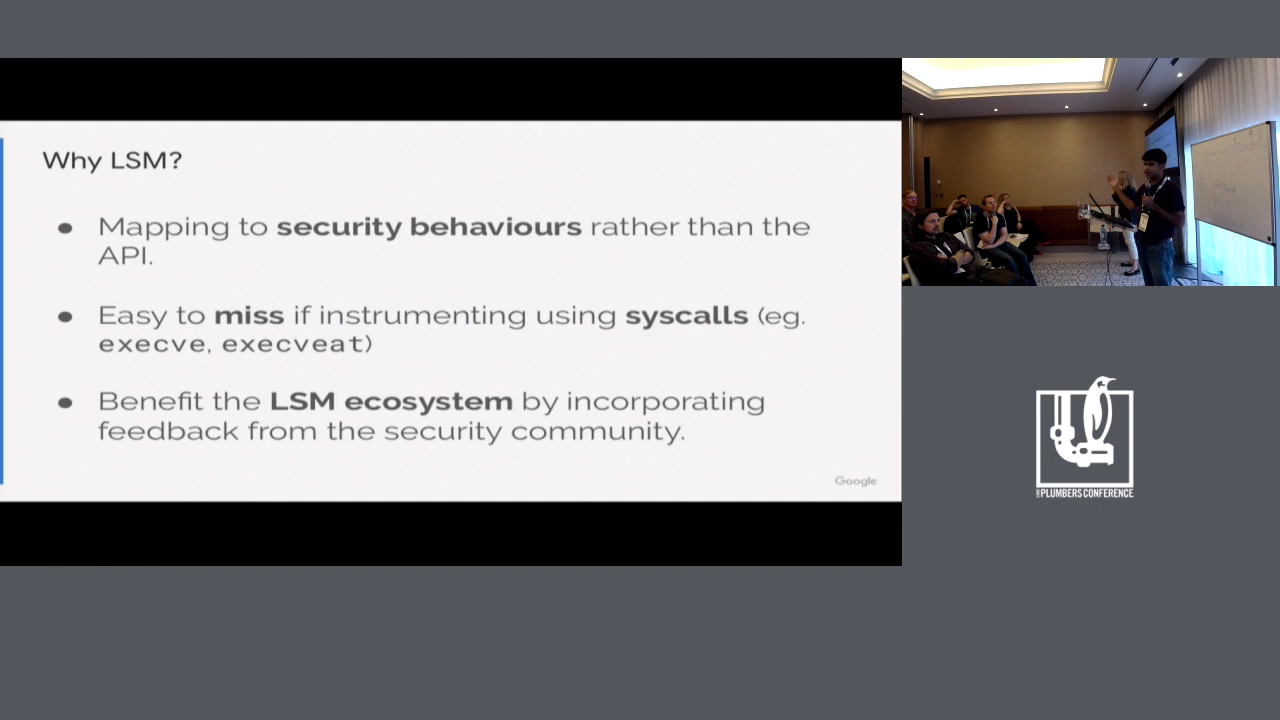 Why LSM?
● Mapping to security behaviours rather than the
API.
● Easy to miss if instrumenting using syscalls (eg.
execve, execveat)
● Benefit the LSM ecosystem by incorporating
feedback from the security community.
Google
PLUMBERS CONFERENCE